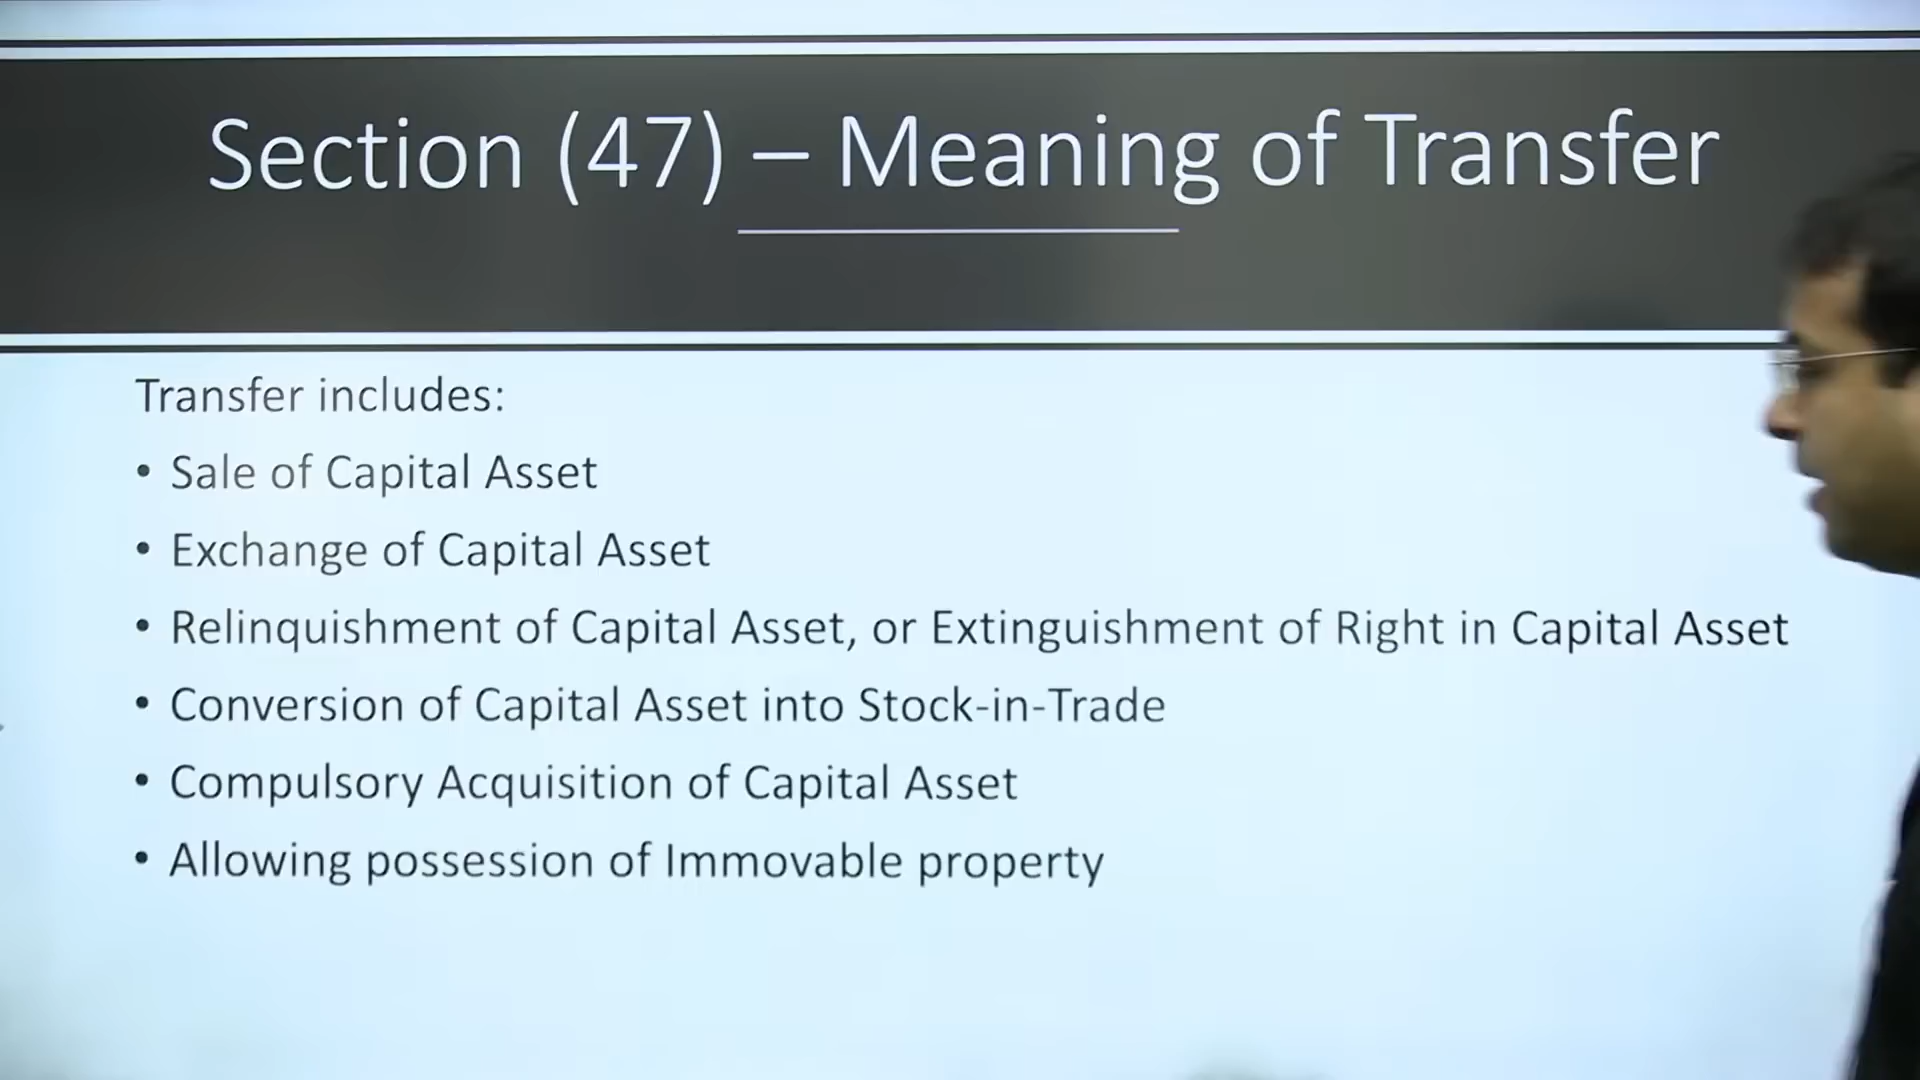 Section (47) – Meaning of Transfer
Transfer includes:
• Sale of Capital Asset
• Exchange of Capital Asset
• Relinquishment of Capital Asset, or Extinguishment of Right in Capital Asset
• Conversion of Capital Asset into Stock-in-Trade
• Compulsory Acquisition of Capital Asset
• Allowing possession of Immovable property